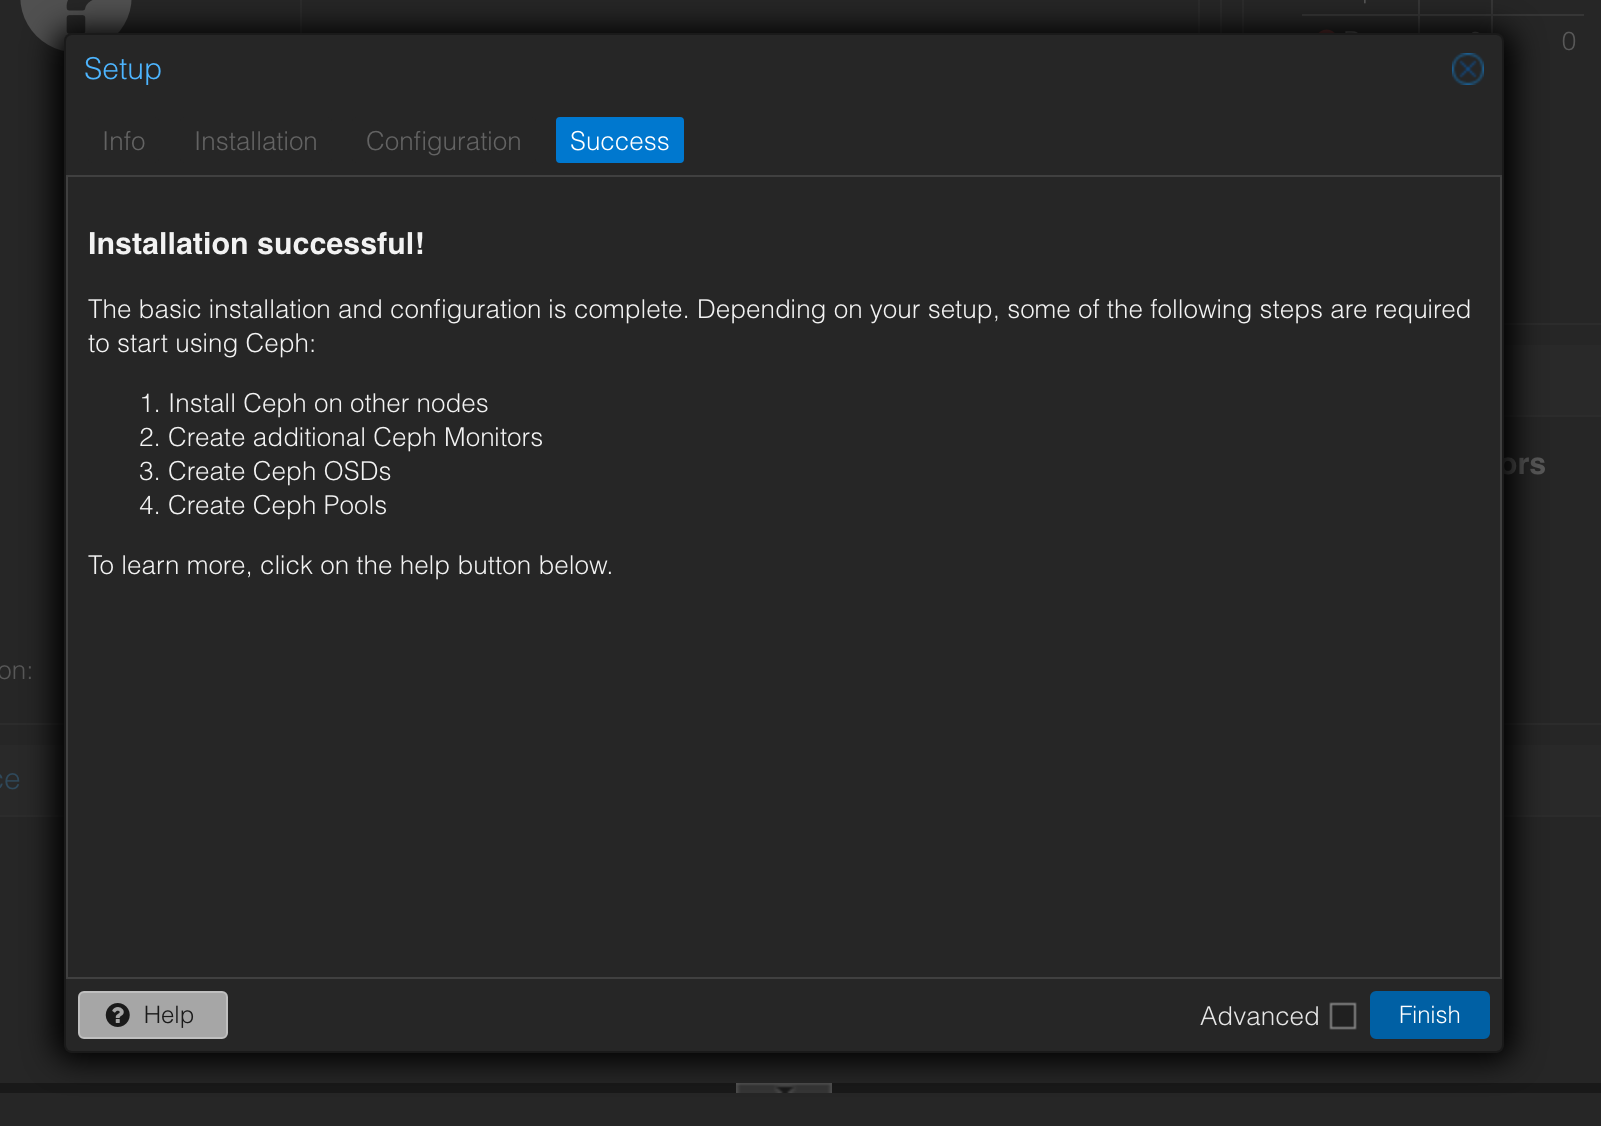 0
Setup
Info Installation Configuration Success
Installation successful!
The basic installation and configuration is complete. Depending on your setup, some of the following steps are required
to start using Ceph:
1. Install Ceph on other nodes
2. Create additional Ceph Monitors
3. Create Ceph OSDs
4. Create Ceph Pools
To learn more, click on the help button below.
ors
on:
ce
Help
Advanced
Finish